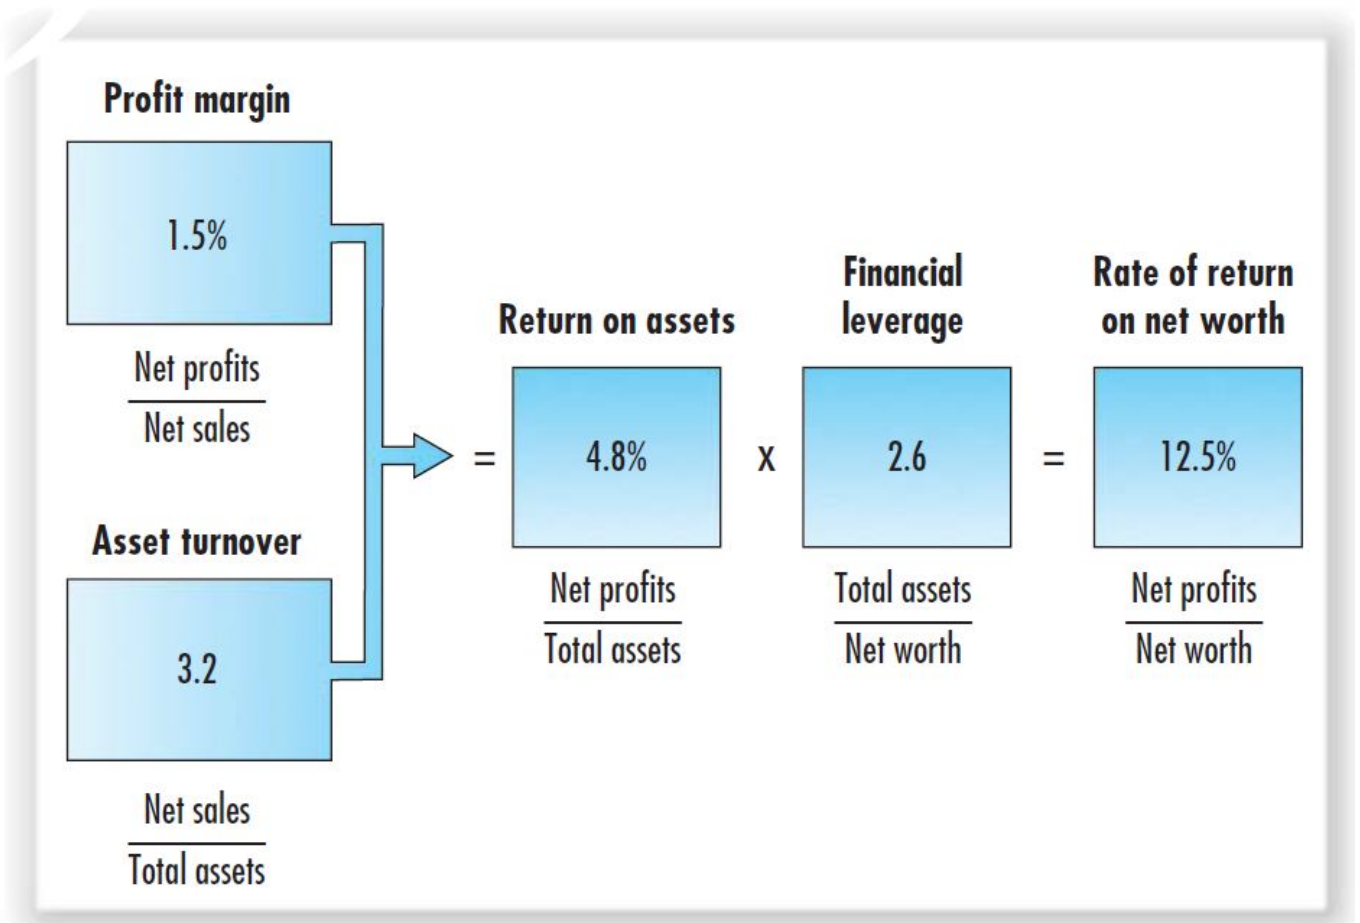 Profit margin
1.5%
Net profits
Net sales
Asset turnover
3.2
Net sales
Total assets
=
Return on assets
4.8%
Net profits
Total assets
x
Financial
leverage
2.6
Total assets
Net worth
=
Rate of return
on net worth
12.5%
Net profits
Net worth